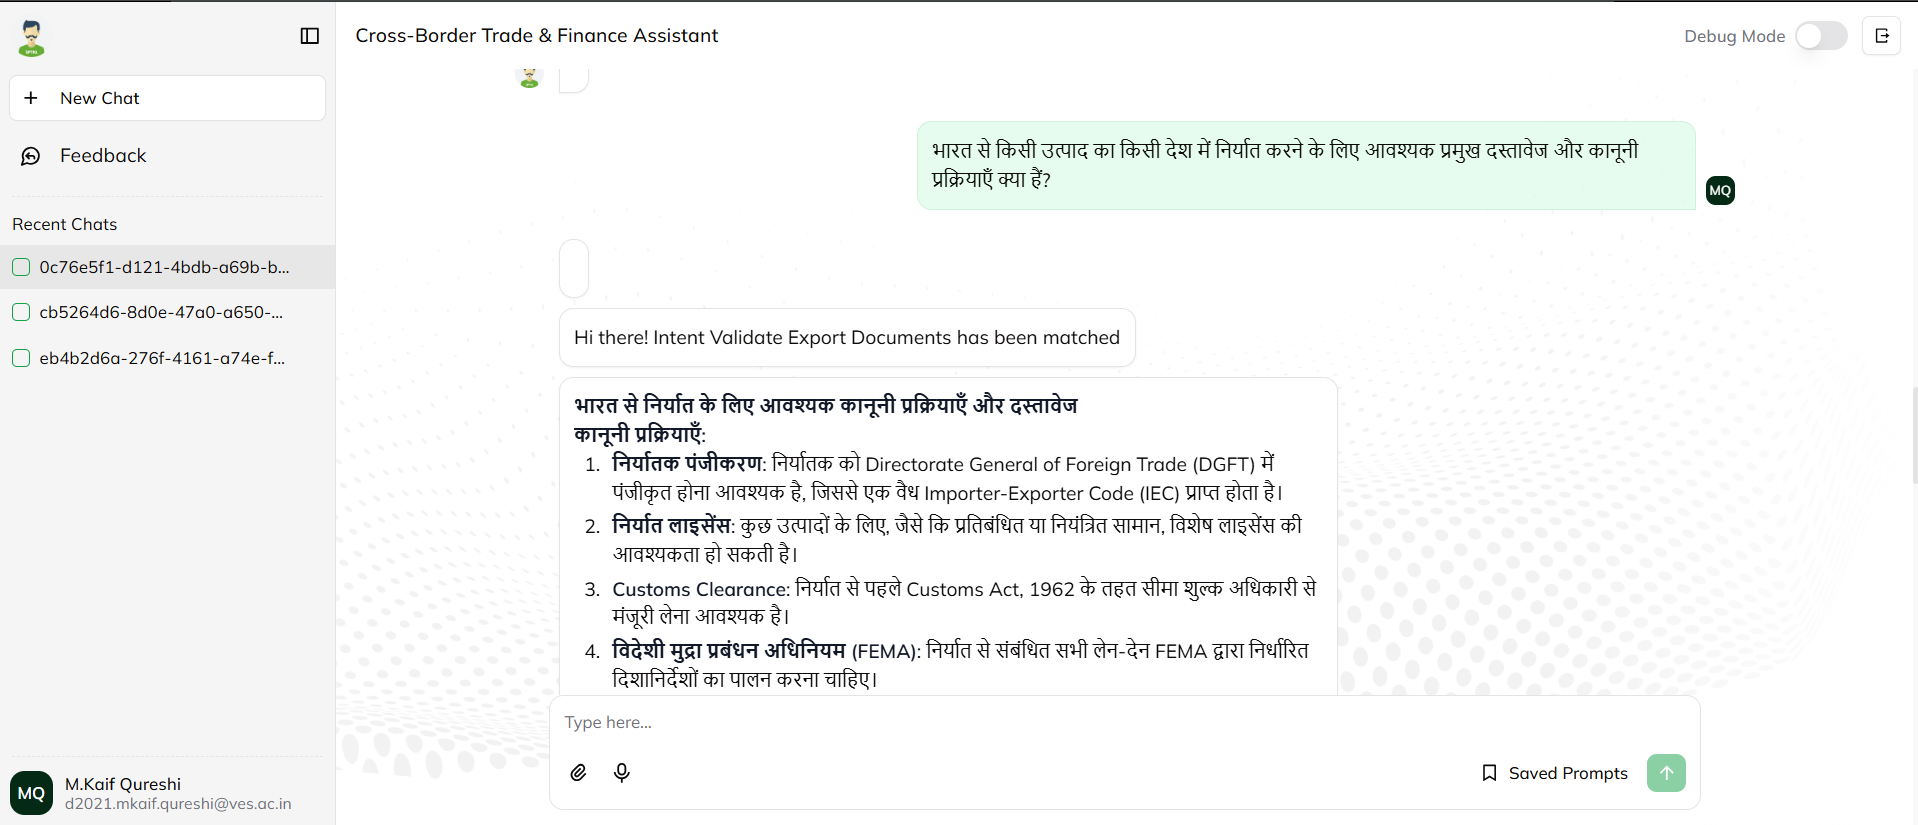 Cross-Border Trade & Finance Assistant
Debug Mode
New Chat
Feedback
Recent Chats
0c76e5f1-d121-4bdb-a69b-b...
cb5264d6-8d0e-47a0-a650-...
eb4b2d6a-276f-4161-a74e-f...
MQ
M.Kaif Qureshi
d2021.mkaif.qureshi@ves.ac.in
भारत से किसी उत्पाद का किसी देश में निर्यात करने के लिए आवश्यक प्रमुख दस्तावेज और कानूनी
प्रक्रियाएँ क्या हैं?
MQ
Hi there! Intent Validate Export Documents has been matched
भारत से निर्यात के लिए आवश्यक कानूनी प्रक्रियाएँ और दस्तावेज
कानूनी प्रक्रियाएँ:
1. निर्यातक पंजीकरण: निर्यातक को Directorate General of Foreign Trade (DGFT) में
पंजीकृत होना आवश्यक है, जिससे एक वैध Importer-Exporter Code (IEC) प्राप्त होता है।
2. निर्यात लाइसेंस: कुछ उत्पादों के लिए, जैसे कि प्रतिबंधित या नियंत्रित सामान, विशेष लाइसेंस की
आवश्यकता हो सकती है।
3. Customs Clearance: निर्यात से पहले Customs Act, 1962 के तहत सीमा शुल्क अधिकारी से
मंजूरी लेना आवश्यक है।
4. विदेशी मुद्रा प्रबंधन अधिनियम (FEMA): निर्यात से संबंधित सभी लेन-देन FEMA द्वारा निर्धारित
दिशानिर्देशों का पालन करना चाहिए।
Type here...
Saved Prompts